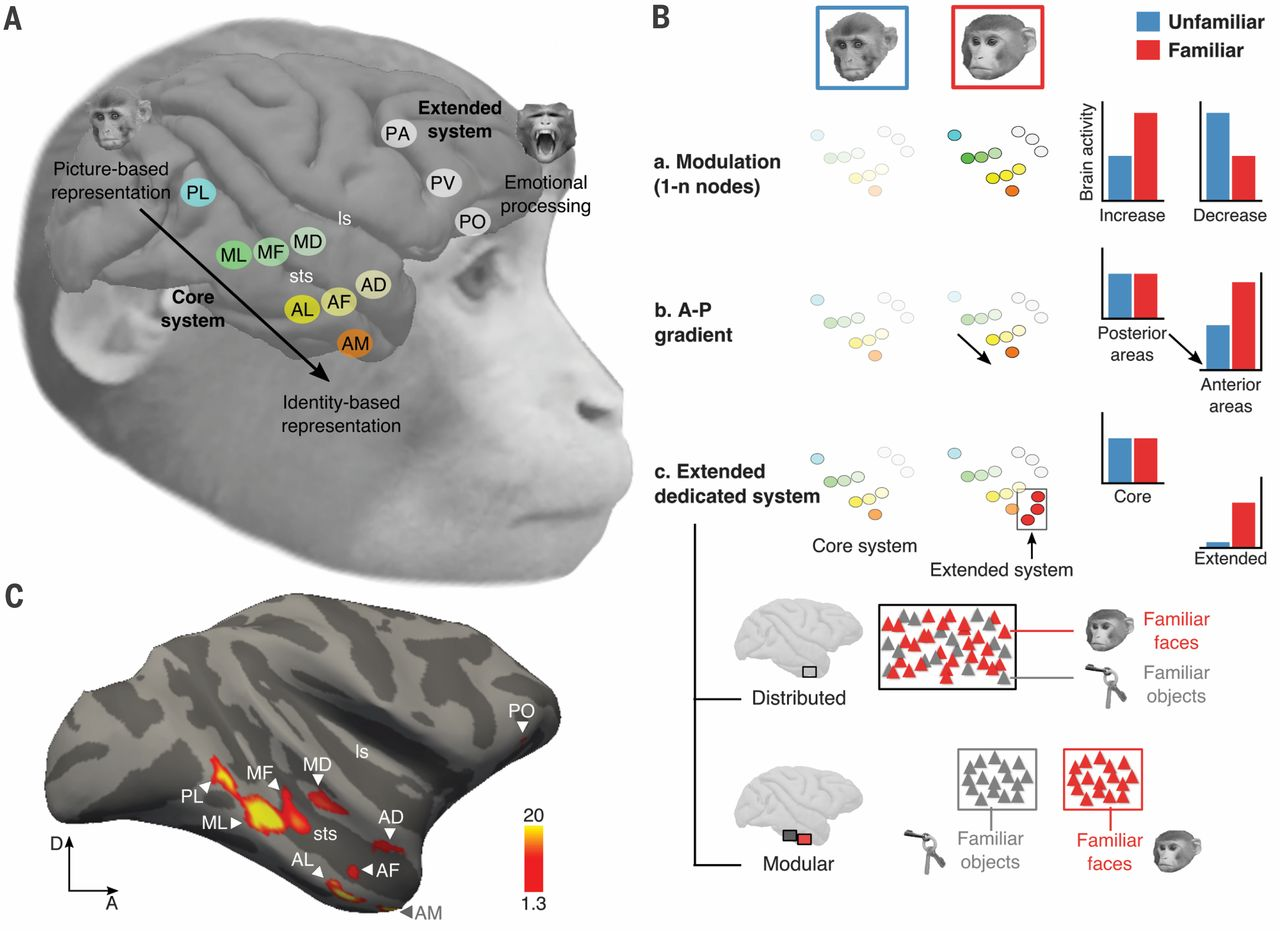 A
Extended
system
PA
Picture-based
representation
PL
PV
Emotional
processing
PO
ls
ML
MF
MD
sts
AD
Core
system
AL
AF
AM
Identity-based
representation
B
Unfamiliar
Familiar
a. Modulation
(1-n nodes)
Brain activity
Increase
Decrease
b. A-P
gradient
Posterior
areas
Anterior
areas
c. Extended
dedicated system
Core
Extended
Core system
Extended system
Distributed
Familiar
faces
Familiar
objects
Modular
Familiar
objects
Familiar
faces
C
PO
ls
MD
MF
PL
ML
sts
AD
AL
AF
AM
D
A
20
1.3